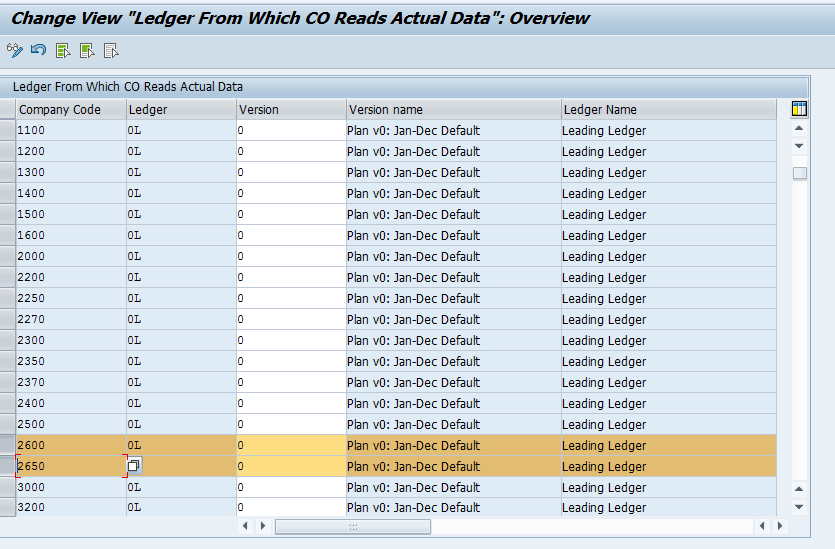 Change View "Ledger From Which CO Reads Actual Data": Overview
Ledger From Which CO Reads Actual Data
Company Code Ledger Version Version name Ledger Name
1100 0L 0 Plan v0: Jan-Dec Default Leading Ledger
1200 0L 0 Plan v0: Jan-Dec Default Leading Ledger
1300 0L 0 Plan v0: Jan-Dec Default Leading Ledger
1400 0L 0 Plan v0: Jan-Dec Default Leading Ledger
1500 0L 0 Plan v0: Jan-Dec Default Leading Ledger
1600 0L 0 Plan v0: Jan-Dec Default Leading Ledger
2000 0L 0 Plan v0: Jan-Dec Default Leading Ledger
2200 0L 0 Plan v0: Jan-Dec Default Leading Ledger
2250 0L 0 Plan v0: Jan-Dec Default Leading Ledger
2270 0L 0 Plan v0: Jan-Dec Default Leading Ledger
2300 0L 0 Plan v0: Jan-Dec Default Leading Ledger
2350 0L 0 Plan v0: Jan-Dec Default Leading Ledger
2370 0L 0 Plan v0: Jan-Dec Default Leading Ledger
2400 0L 0 Plan v0: Jan-Dec Default Leading Ledger
2500 0L 0 Plan v0: Jan-Dec Default Leading Ledger
2600 0L 0 Plan v0: Jan-Dec Default Leading Ledger
2650 0 Plan v0: Jan-Dec Default Leading Ledger
3000 0L 0 Plan v0: Jan-Dec Default Leading Ledger
3200 0L 0 Plan v0: Jan-Dec Default Leading Ledger